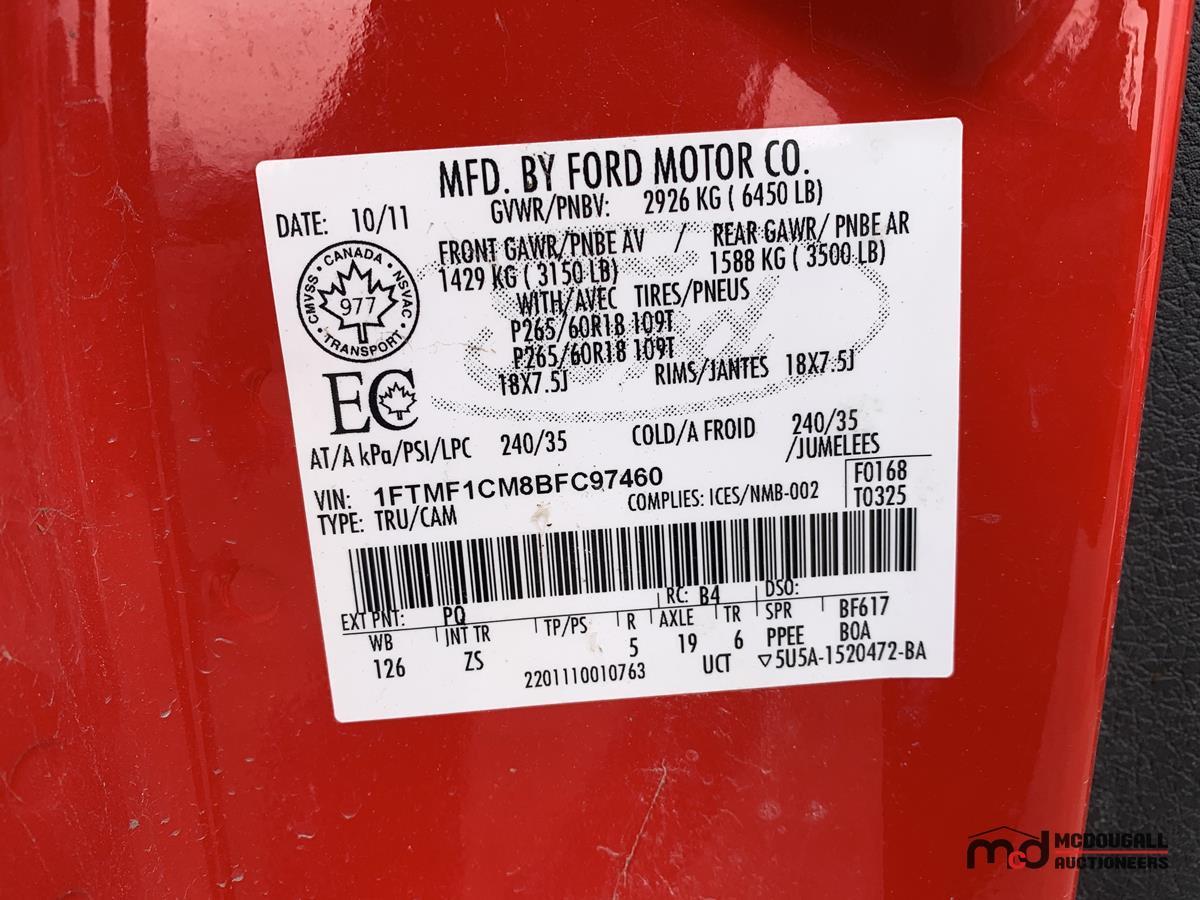 MFD. BY FORD MOTOR CO.
DATE: 10/11 GVWR/PNBV: 2926 KG ( 6450 LB)
FRONT GAWR/PNBE AV / REAR GAWR/ PNBE AR
1429 KG ( 3150 LB) 1588 KG ( 3500 LB)
WITH/AVEC TIRES/PNEUS
P265/60R18 109T
P265/60R18 109T
18X7.5J RIMS/JANTES 18X7.5J
CMVSS • CANADA • NSVAC • TRANSPORT •
977
EC
AT/A kPa/PSI/LPC 240/35 COLD/A FROID 240/35
/JUMELEES
VIN: 1FTMF1CM8BFC97460
TYPE: TRU/CAM COMPLIES: ICES/NMB-002
F0168
T0325
EXT PNT: PQ RC: B4 DSO:
WB INT TR TP/PS R AXLE TR SPR BF617
126 ZS 5 19 6 PPEE BOA
2201110010763 UCT ▽5U5A-1520472-BA
mcd MCDOUGALL
AUCTIONEERS